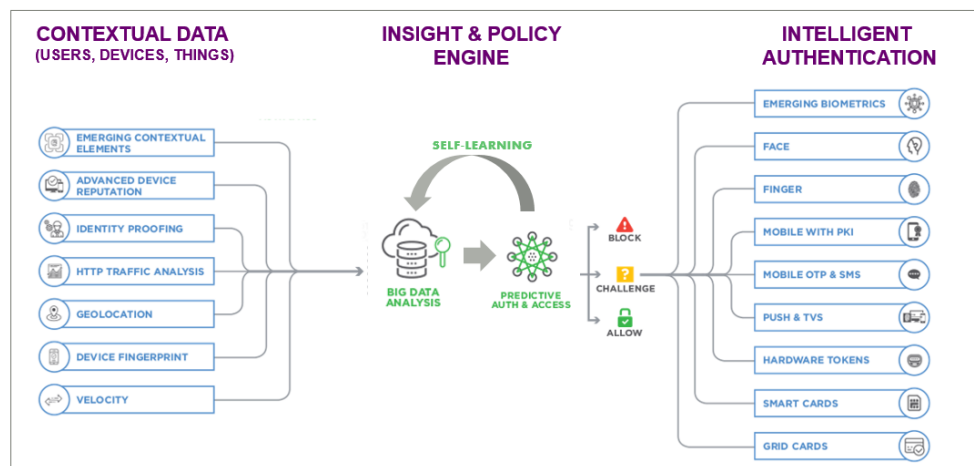 CONTEXTUAL DATA
(USERS, DEVICES, THINGS)
EMERGING CONTEXTUAL
ELEMENTS
ADVANCED DEVICE
REPUTATION
IDENTITY PROOFING
HTTP TRAFFIC ANALYSIS
GEOLOCATION
DEVICE FINGERPRINT
VELOCITY
INSIGHT & POLICY
ENGINE
SELF-LEARNING
BIG DATA
ANALYSIS
PREDICTIVE
AUTH & ACCESS
BLOCK
?
CHALLENGE
ALLOW
INTELLIGENT
AUTHENTICATION
EMERGING BIOMETRICS
FACE
FINGER
MOBILE WITH PKI
MOBILE OTP & SMS
PUSH & TVS
HARDWARE TOKENS
SMART CARDS
GRID CARDS